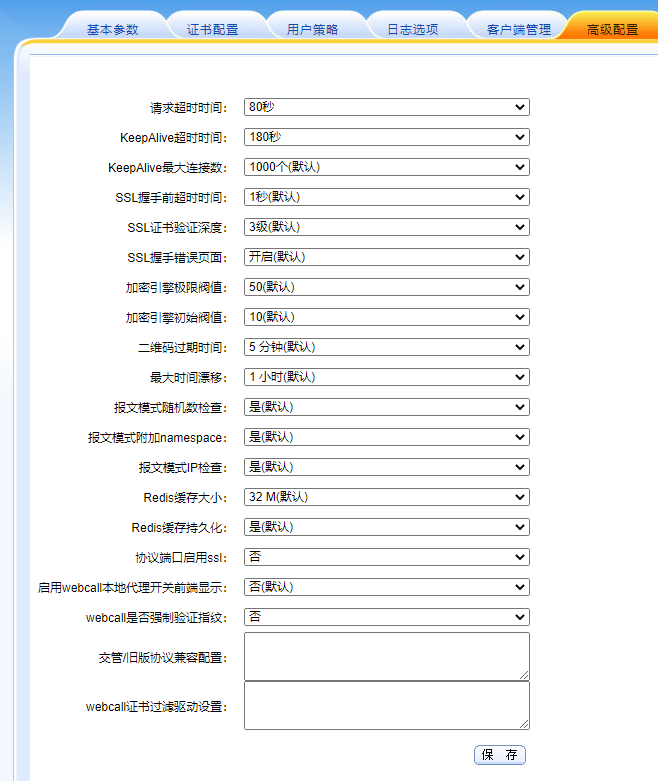 基本参数 证书配置 用户策略 日志选项 客户端管理 高级配置
请求超时时间： 80秒
KeepAlive超时时间： 180秒
KeepAlive最大连接数： 1000个(默认)
SSL握手前超时时间： 1秒(默认)
SSL证书验证深度： 3级(默认)
SSL握手错误页面： 开启(默认)
加密引擎极限阀值： 50(默认)
加密引擎初始阀值： 10(默认)
二维码过期时间： 5 分钟(默认)
最大时间漂移： 1 小时(默认)
报文模式随机数检查： 是(默认)
报文模式附加namespace： 是(默认)
报文模式IP检查： 是(默认)
Redis缓存大小： 32 M(默认)
Redis缓存持久化： 是(默认)
协议端口启用ssl： 否
启用webcall本地代理开关前端显示： 否(默认)
webcall是否强制验证指纹： 否
交管/旧版协议兼容配置：
webcall证书过滤驱动设置：
保 存